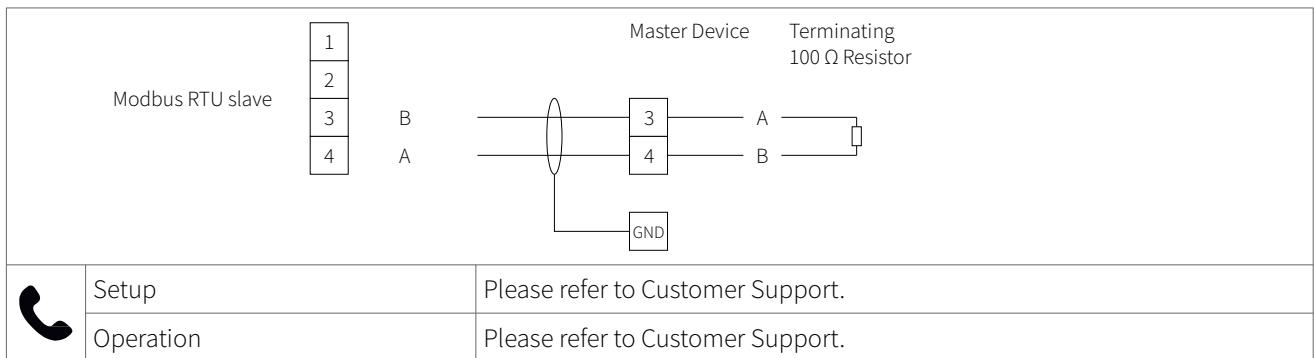 Master Device Terminating
100 Ω Resistor
1
2
Modbus RTU slave
3 B 3 A
4 A 4 B
GND
Setup Please refer to Customer Support.
Operation Please refer to Customer Support.